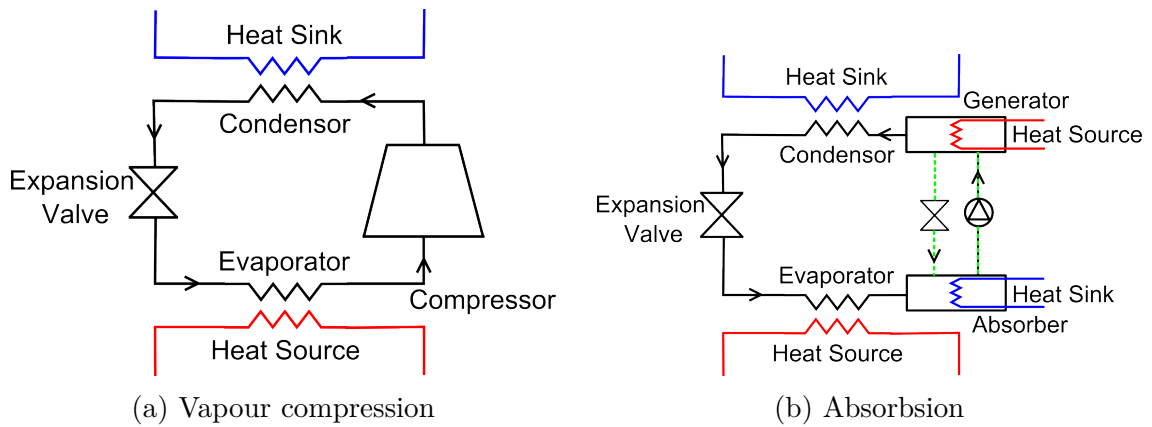 Heat Sink
Condensor
Expansion
Valve
Evaporator
Compressor
Heat Source
(a) Vapour compression
Heat Sink
Generator
Heat Source
Condensor
Expansion
Valve
Evaporator
Heat Sink
Absorber
Heat Source
(b) Absorbsion